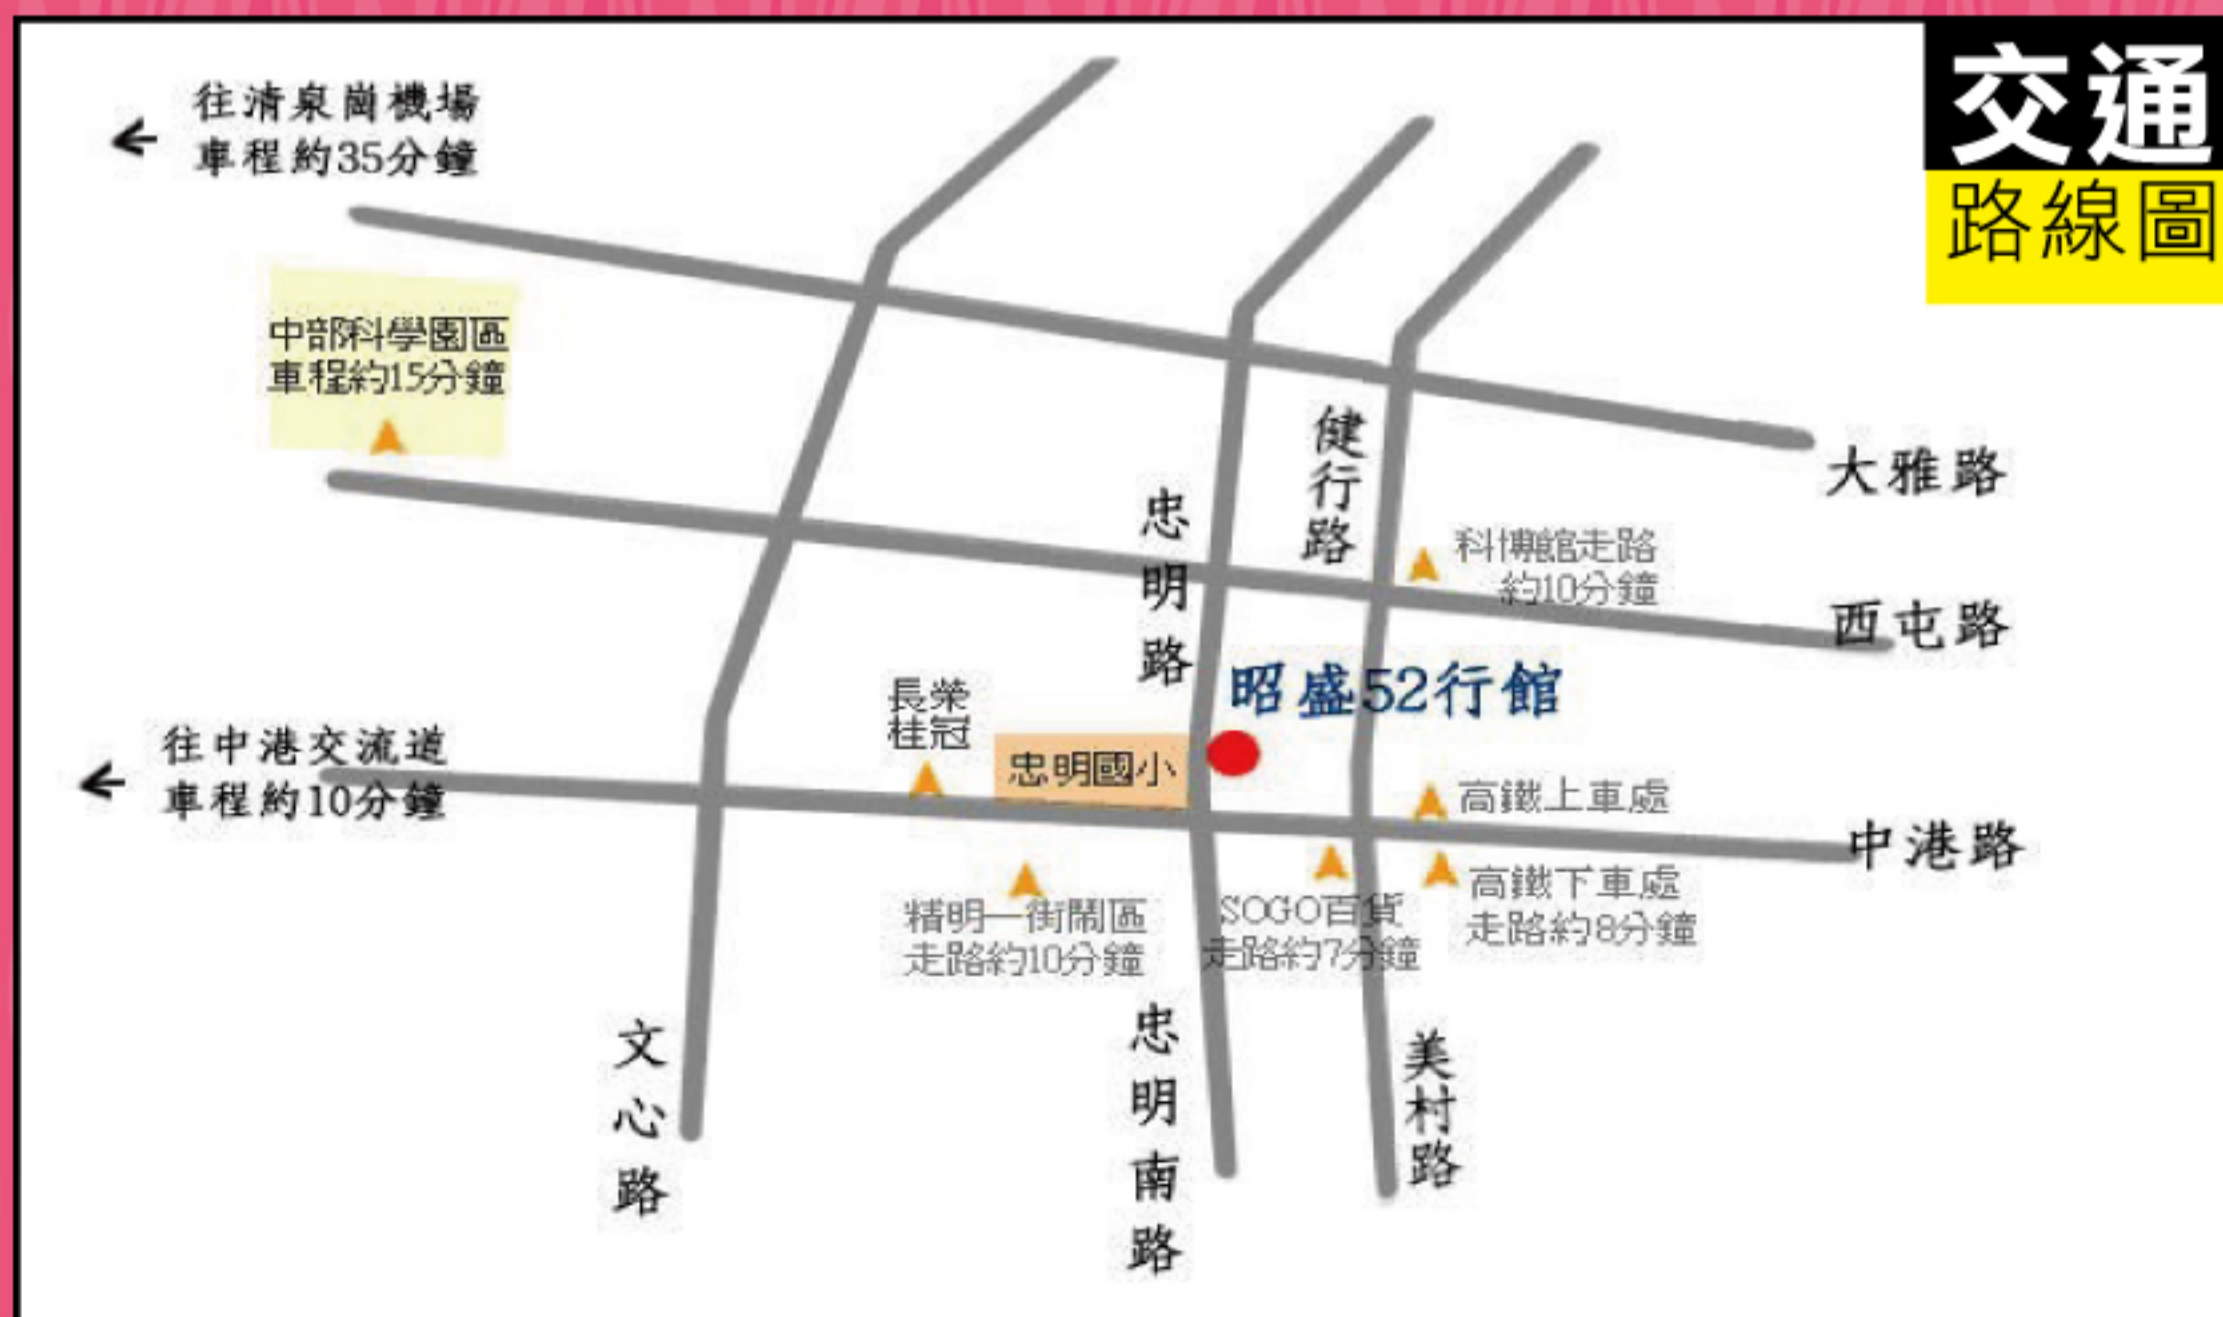 交通
路線圖
往清泉崗機場
車程約35分鐘
中部科學園區
車程約15分鐘
健行路
大雅路
忠明路
科博館走路
約10分鐘
西屯路
昭盛52行館
長榮
桂冠
忠明國小
往中港交流道
車程約10分鐘
高鐵上車處
中港路
高鐵下車處
走路約8分鐘
精明一街鬧區
走路約10分鐘
SOGO百貨
走路約7分鐘
文心路
忠明南路
美村路